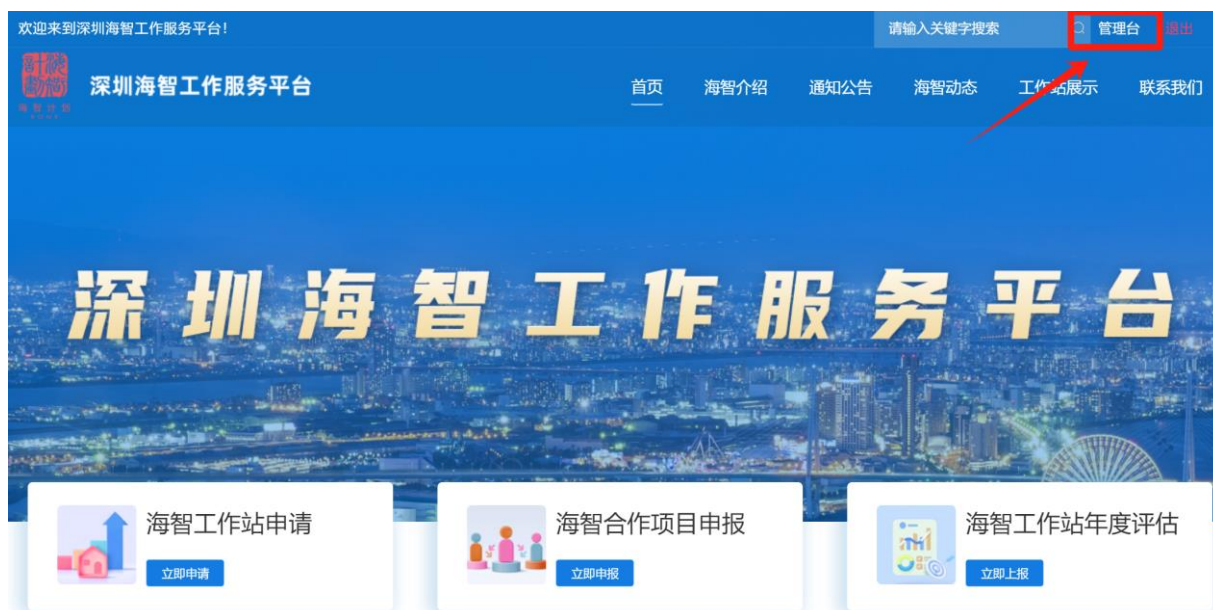 欢迎来到深圳海智工作服务平台!
请输入关键字搜索 管理台 退出
海智计划
深圳海智工作服务平台
首页 海智介绍 通知公告 海智动态 工作站展示 联系我们
深圳海智工作服务平台
海智工作站申请 海智合作项目申报 海智工作站年度评估
立即申请 立即申报 立即上报